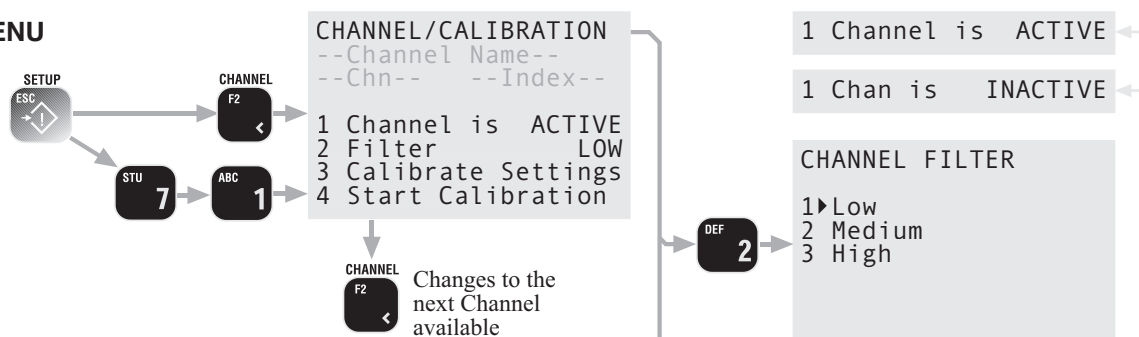 ENU
SETUP
ESC
CHANNEL
F2
<
STU
7
ABC
1
CHANNEL/CALIBRATION
--Channel Name--
--Chn-- --Index--
1 Channel is ACTIVE
2 Filter LOW
3 Calibrate Settings
4 Start Calibration
CHANNEL
F2
<
Changes to the
next Channel
available
DEF
2
1 Channel is ACTIVE
1 Chan is INACTIVE
CHANNEL FILTER
1▶Low
2 Medium
3 High